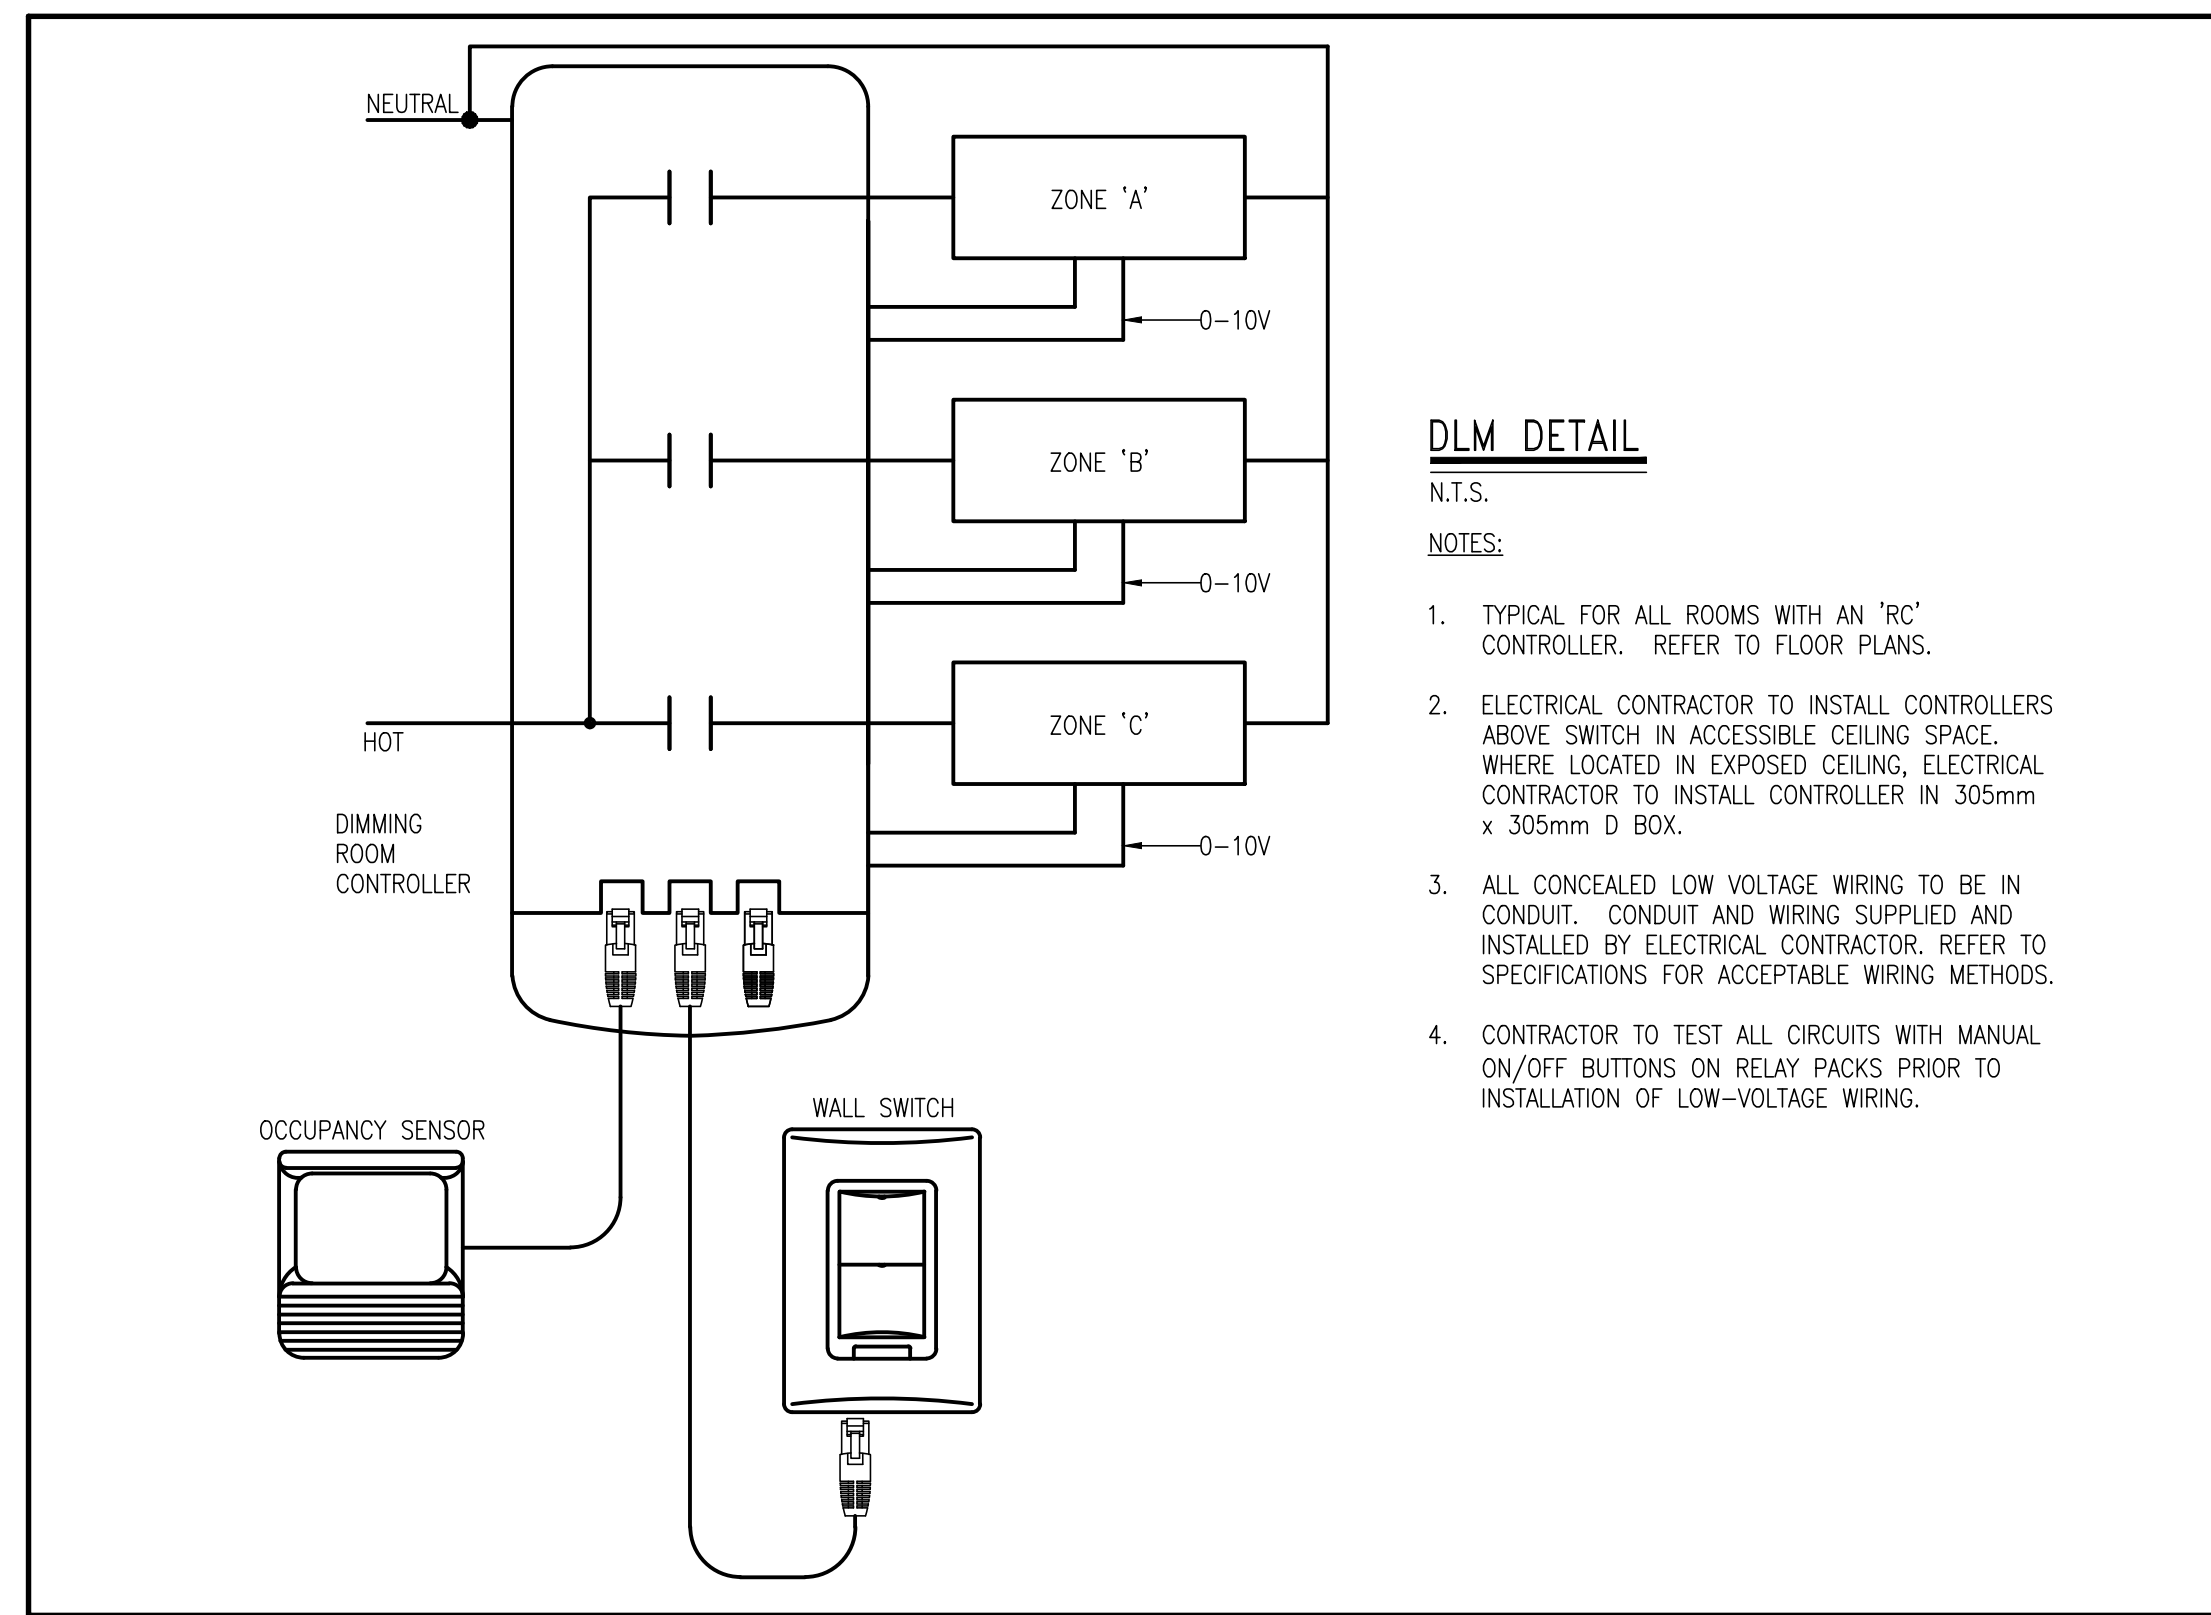 NEUTRAL
ZONE 'A'
0-10V
ZONE 'B'
0-10V
ZONE 'C'
0-10V
HOT
DIMMING
ROOM
CONTROLLER
OCCUPANCY SENSOR
WALL SWITCH
DLM DETAIL
N.T.S.
NOTES:
1. TYPICAL FOR ALL ROOMS WITH AN 'RC'
CONTROLLER. REFER TO FLOOR PLANS.
2. ELECTRICAL CONTRACTOR TO INSTALL CONTROLLERS
ABOVE SWITCH IN ACCESSIBLE CEILING SPACE.
WHERE LOCATED IN EXPOSED CEILING, ELECTRICAL
CONTRACTOR TO INSTALL CONTROLLER IN 305mm
x 305mm D BOX.
3. ALL CONCEALED LOW VOLTAGE WIRING TO BE IN
CONDUIT. CONDUIT AND WIRING SUPPLIED AND
INSTALLED BY ELECTRICAL CONTRACTOR. REFER TO
SPECIFICATIONS FOR ACCEPTABLE WIRING METHODS.
4. CONTRACTOR TO TEST ALL CIRCUITS WITH MANUAL
ON/OFF BUTTONS ON RELAY PACKS PRIOR TO
INSTALLATION OF LOW-VOLTAGE WIRING.